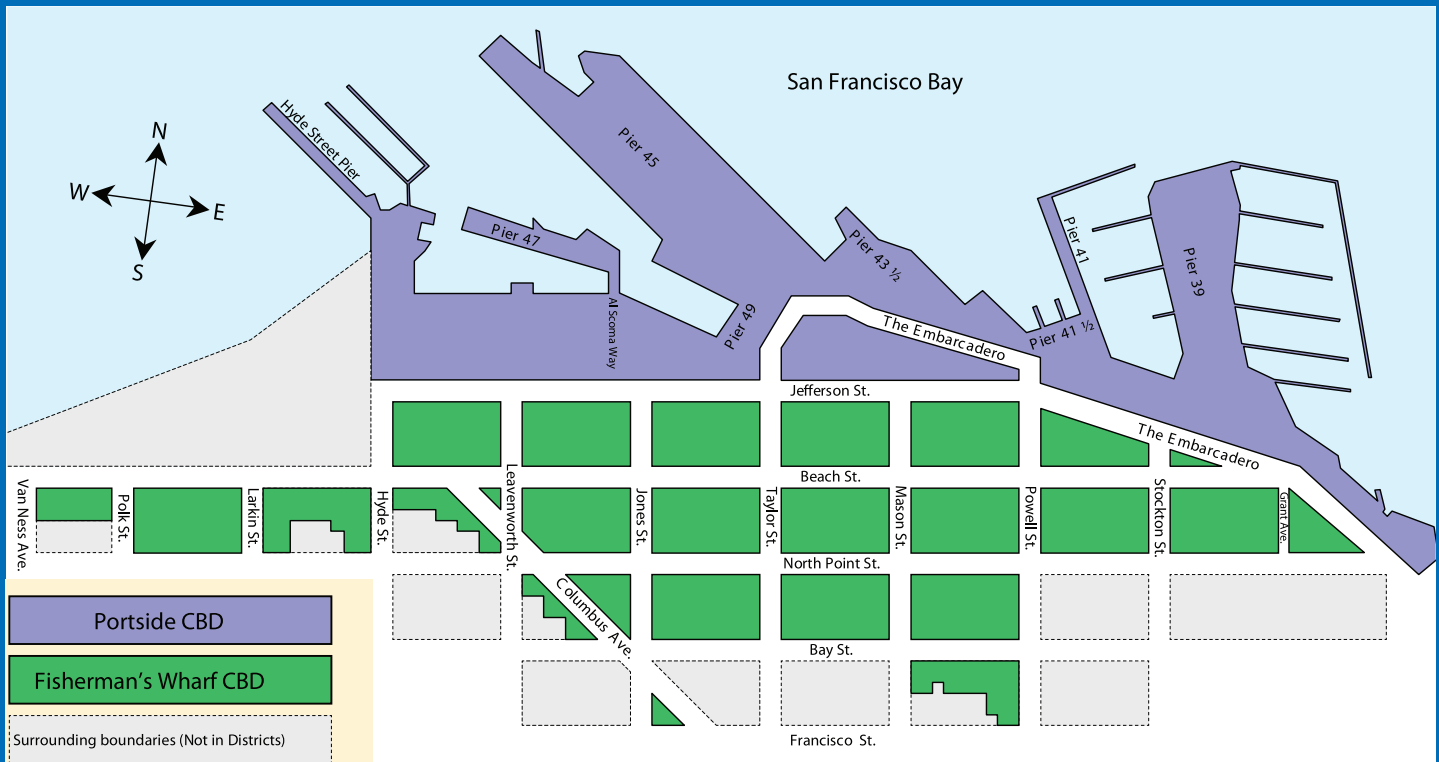 San Francisco Bay
N
W
E
S
Hyde Street Pier
Pier 45
Pier 47
Pier 43 ½
Pier 41
Pier 39
Al Scoma Way
Pier 49
The Embarcadero
Pier 41 ½
Jefferson St.
The Embarcadero
Beach St.
Van Ness Ave.
Polk St.
Larkin St.
Hyde St.
Leavenworth St.
Jones St.
Taylor St.
Mason St.
Powell St.
Stockton St.
Grant Ave.
North Point St.
Columbus Ave.
Bay St.
Francisco St.
Portside CBD
Fisherman’s Wharf CBD
Surrounding boundaries (Not in Districts)